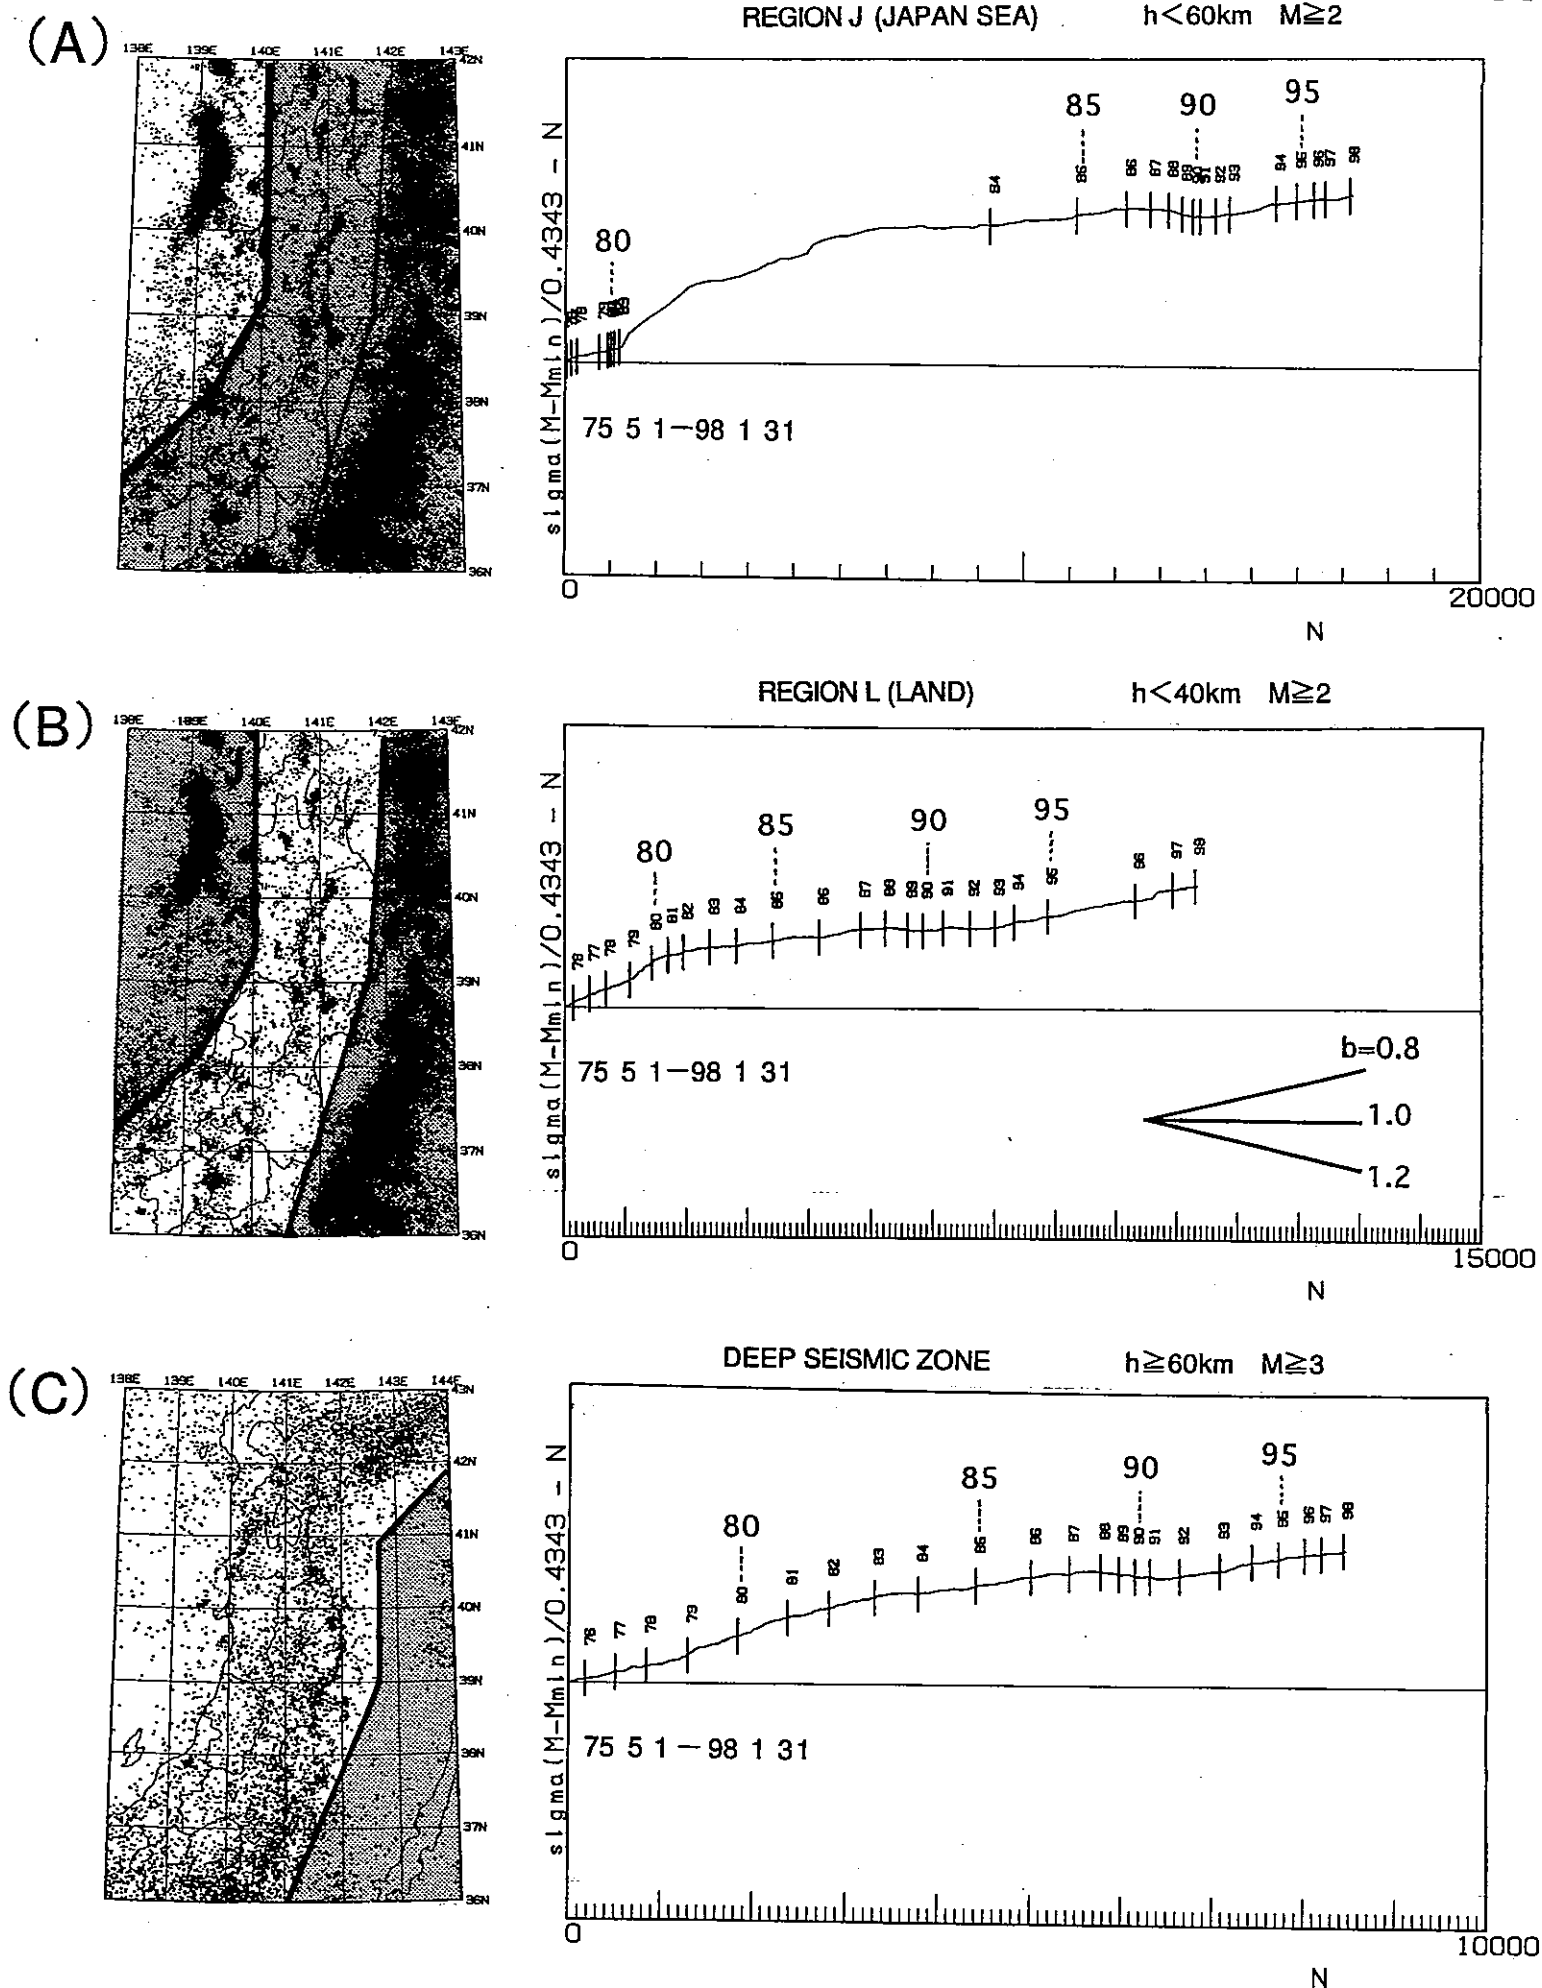 (A)
REGION J (JAPAN SEA) h<60km M≧2
138E 139E 140E 141E 142E 143E
42N
41N
40N
39N
38N
37N
36N
L
sigma(M-Mmin)/0.4343 - N
80 85 90 95
78 79 84 86 87 88 89 90 91 92 93 94 95 96 97 98
75 5 1-98 1 31
0 20000
N
(B)
REGION L (LAND) h<40km M≧2
138E 139E 140E 141E 142E 143E
42N
41N
40N
39N
38N
37N
36N
J
sigma(M-Mmin)/0.4343 - N
80 85 90 95
76 77 78 79 80 81 82 83 84 85 86 87 88 89 90 91 92 93 94 95 96 97 98
75 5 1-98 1 31
b=0.8
1.0
1.2
0 15000
N
(C)
DEEP SEISMIC ZONE h≧60km M≧3
138E 139E 140E 141E 142E 143E 144E
43N
42N
41N
40N
39N
38N
37N
36N
sigma(M-Mmin)/0.4343 - N
80 85 90 95
76 77 78 79 80 81 82 83 84 85 86 87 88 89 90 91 92 93 94 95 96 97 98
75 5 1-98 1 31
0 10000
N